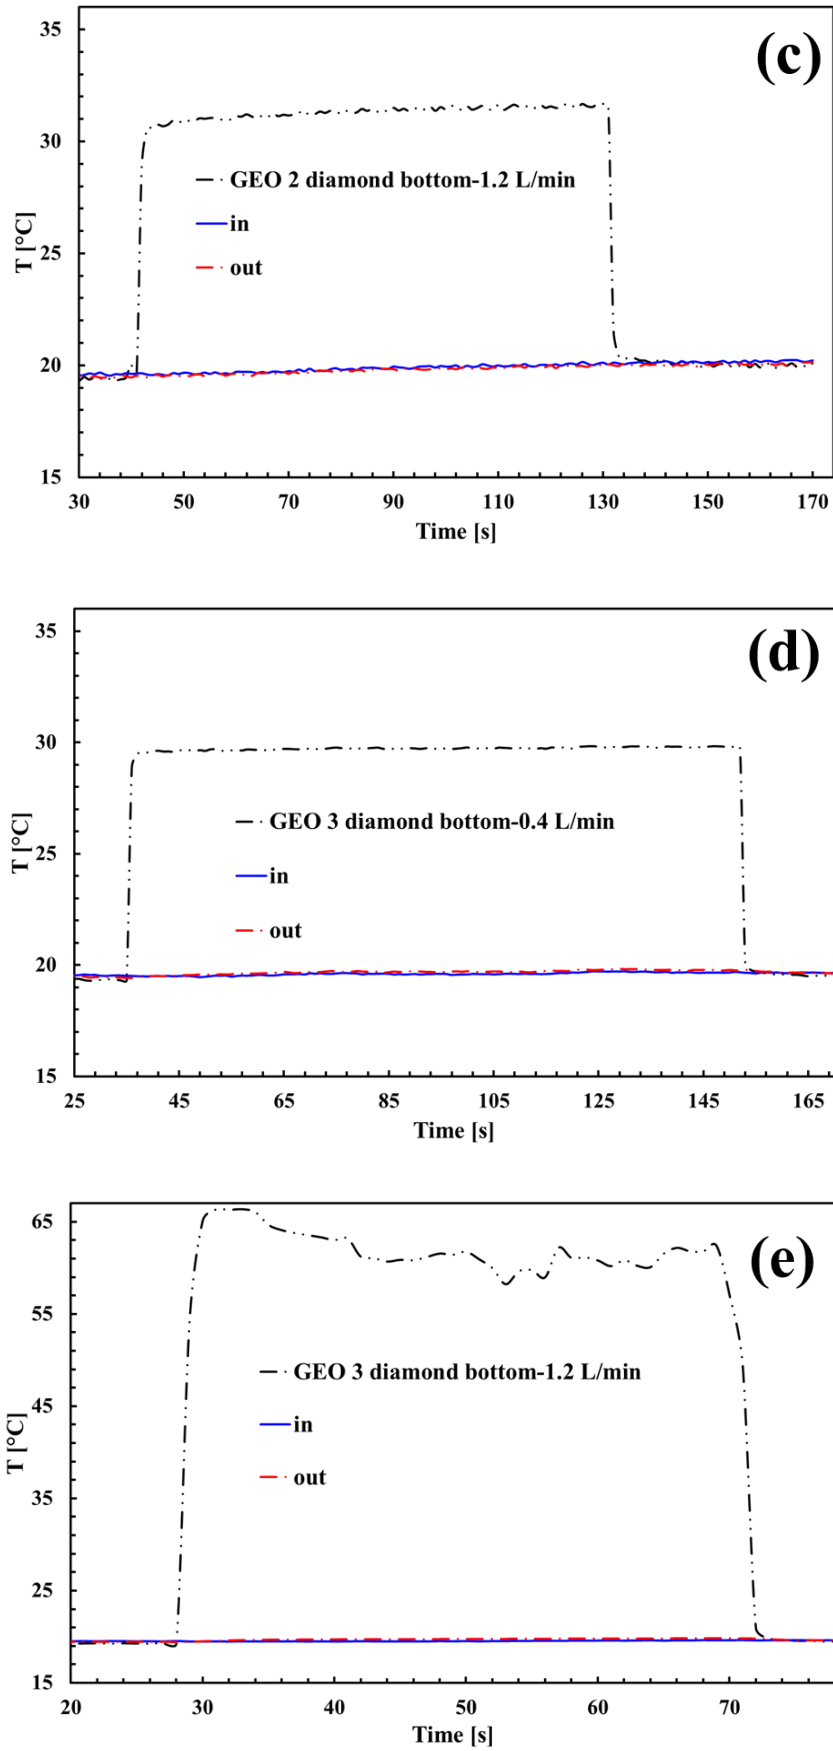 35
(c)
30
GEO 2 diamond bottom-1.2 L/min
in
out
T [°C]
25
20
15
30 50 70 90 110 130 150 170
Time [s]
35
(d)
30
GEO 3 diamond bottom-0.4 L/min
in
out
T [°C]
25
20
15
25 45 65 85 105 125 145 165
Time [s]
65
(e)
55
GEO 3 diamond bottom-1.2 L/min
in
out
T [°C]
45
35
25
15
20 30 40 50 60 70
Time [s]